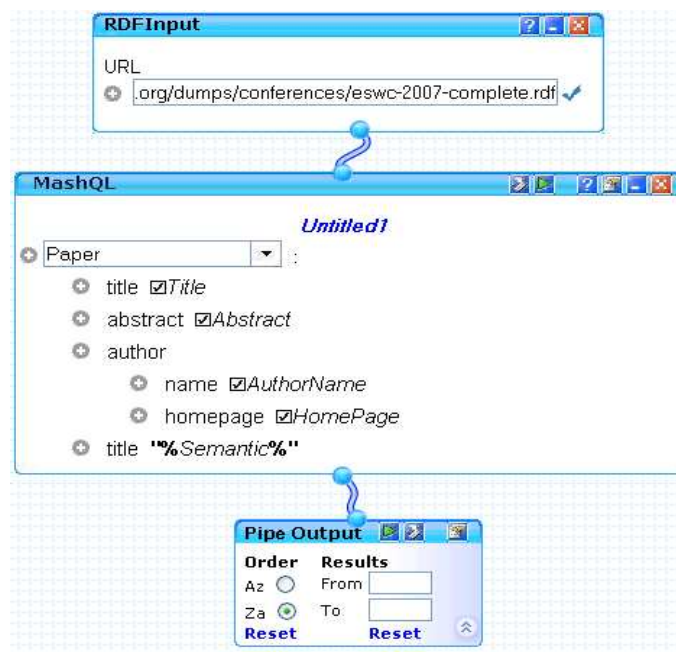 RDFInput
URL
.org/dumps/conferences/eswc-2007-complete.rdf
MashQL
Untitled1
Paper :
title Title
abstract Abstract
author
name AuthorName
homepage HomePage
title "%Semantic%"
Pipe Output
Order Results
Az From
Za To
Reset Reset